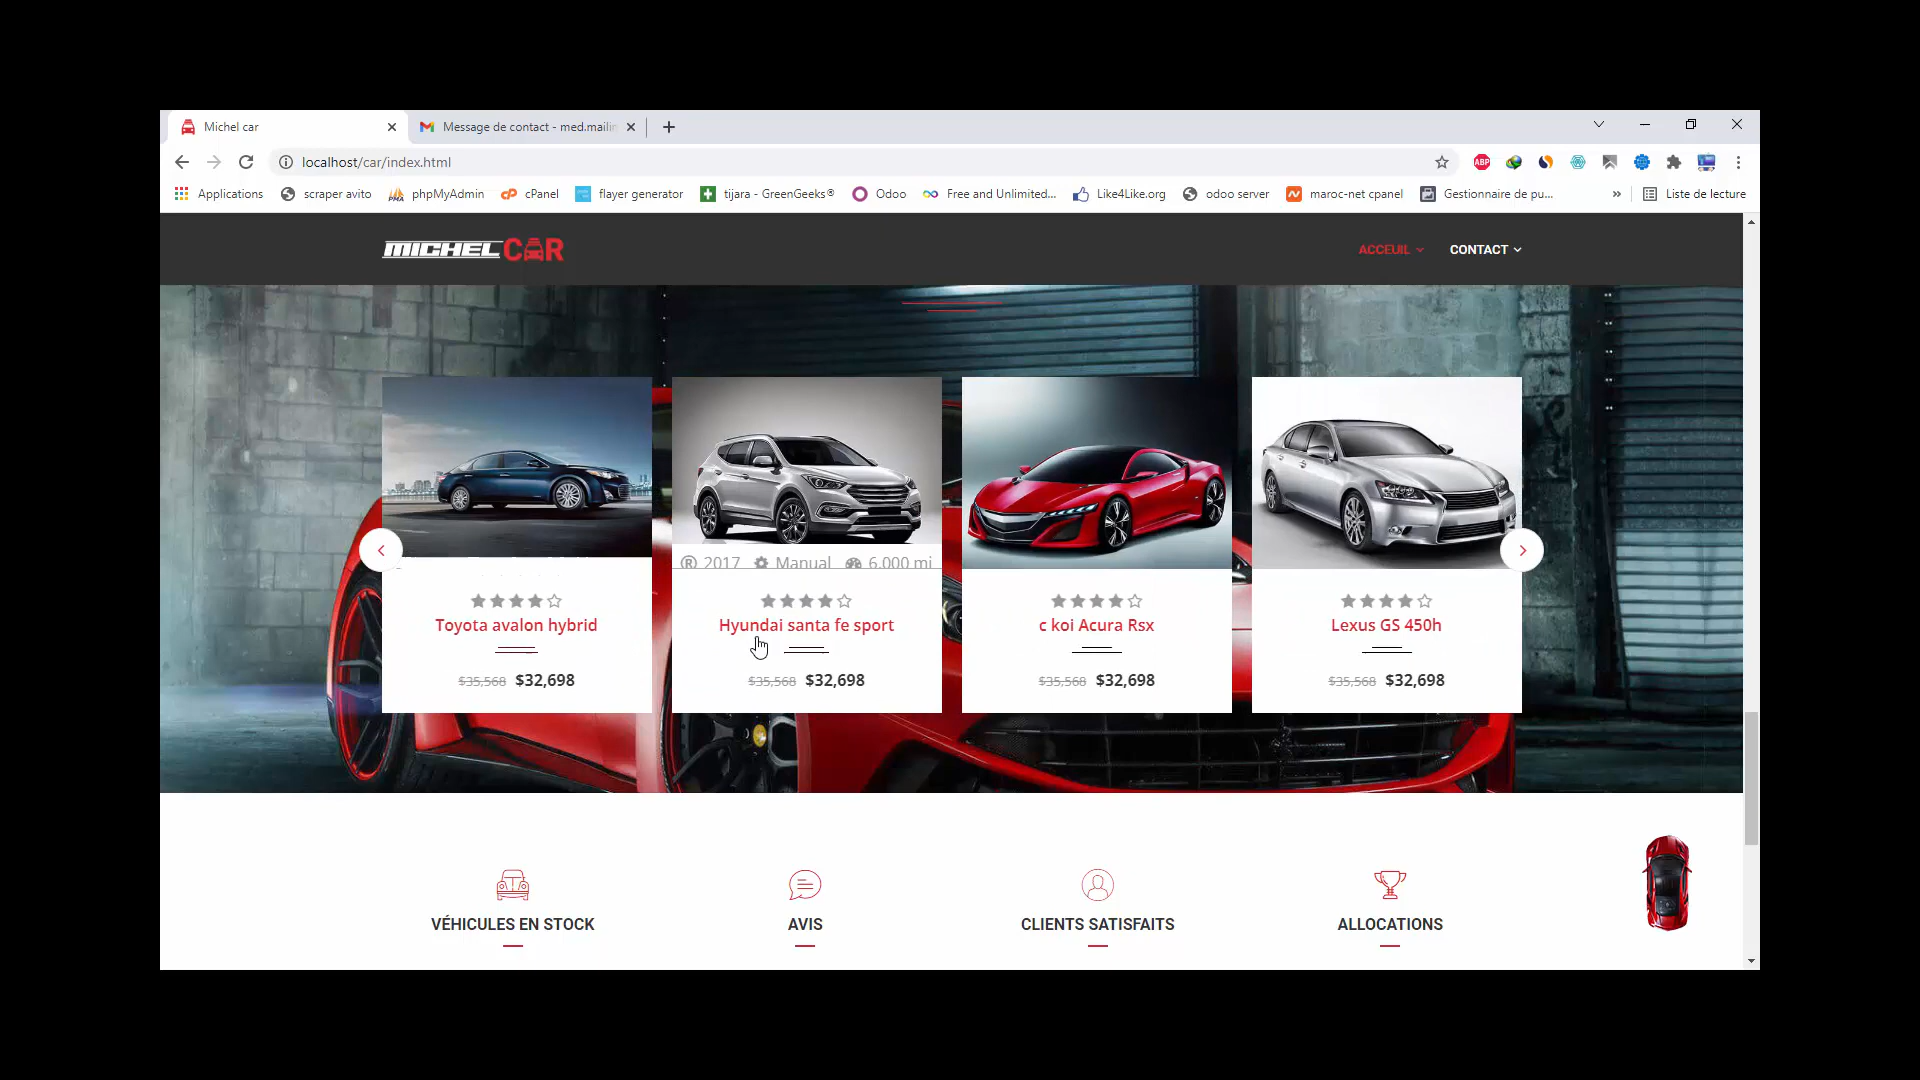 Michel car
Message de contact - med.mailin
localhost/car/index.html
ABP
Applications
scraper avito
phpMyAdmin
cPanel
flayer generator
tijara - GreenGeeks®
Odoo
Free and Unlimited...
Like4Like.org
odoo server
maroc-net cpanel
Gestionnaire de pu...
»
Liste de lecture
MICHEL CAR
ACCEUIL
CONTACT
2017 Manual 6,000 mi
Toyota avalon hybrid
$35,568 $32,698
Hyundai santa fe sport
$35,568 $32,698
c koi Acura Rsx
$35,568 $32,698
Lexus GS 450h
$35,568 $32,698
VÉHICULES EN STOCK
AVIS
CLIENTS SATISFAITS
ALLOCATIONS